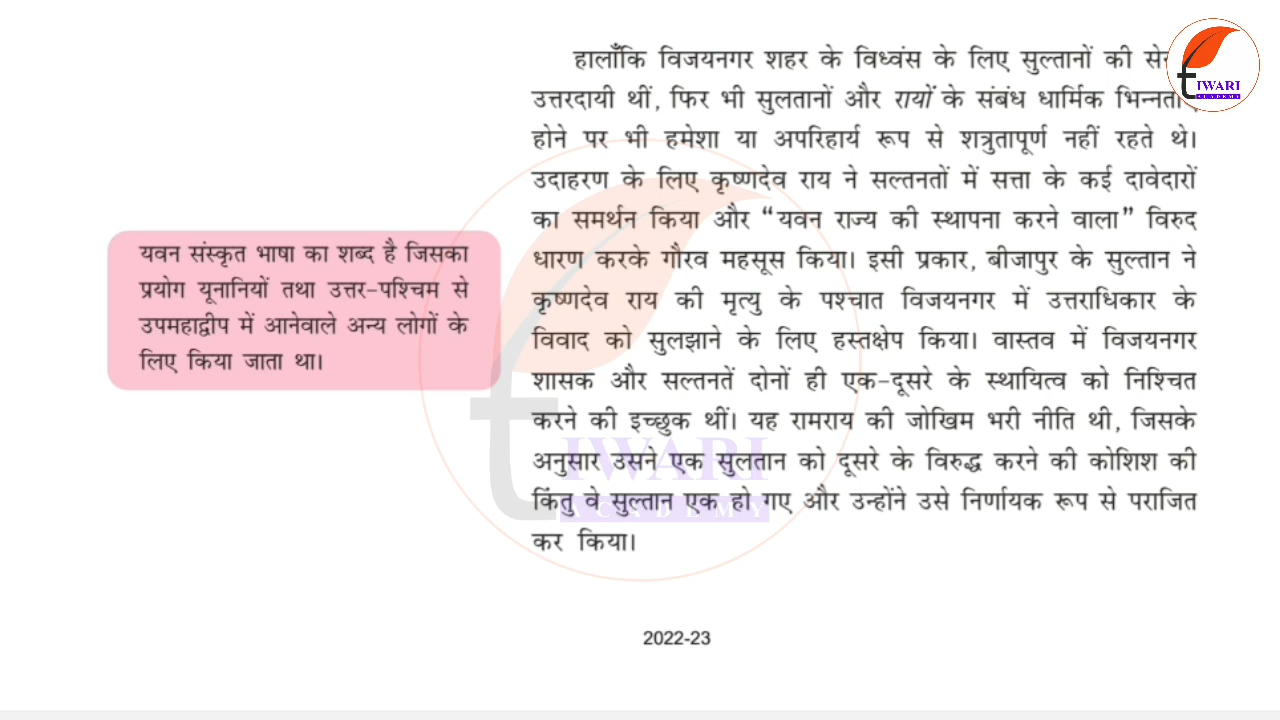 हालाँकि विजयनगर शहर के विध्वंस के लिए सुल्तानों की
उत्तरदायी थीं, फिर भी सुलतानों और रायों के संबंध धार्मिक
होने पर भी हमेशा या अपरिहार्य रूप से शत्रुतापूर्ण नहीं रहते थे।
उदाहरण के लिए कृष्णदेव राय ने सल्तनतों में सत्ता के कई दावेदारों
का समर्थन किया और “यवन राज्य की स्थापना करने वाला” विरुद
धारण करके गौरव महसूस किया। इसी प्रकार, बीजापुर के सुल्तान ने
कृष्णदेव राय की मृत्यु के पश्चात विजयनगर में उत्तराधिकार के
विवाद को सुलझाने के लिए हस्तक्षेप किया। वास्तव में विजयनगर
शासक और सल्तनतें दोनों ही एक-दूसरे के स्थायित्व को निश्चित
करने की इच्छुक थीं। यह रामराय की जोखिम भरी नीति थी, जिसके
अनुसार उसने एक सुलतान को दूसरे के विरुद्ध करने की कोशिश की
किंतु वे सुल्तान एक हो गए और उन्होंने उसे निर्णायक रूप से पराजित
कर किया।
यवन संस्कृत भाषा का शब्द है जिसका
प्रयोग यूनानियों तथा उत्तर-पश्चिम से
उपमहाद्वीप में आनेवाले अन्य लोगों के
लिए किया जाता था।
2022-23
TIWARI
ACADEMY
TIWARI
ACADEMY